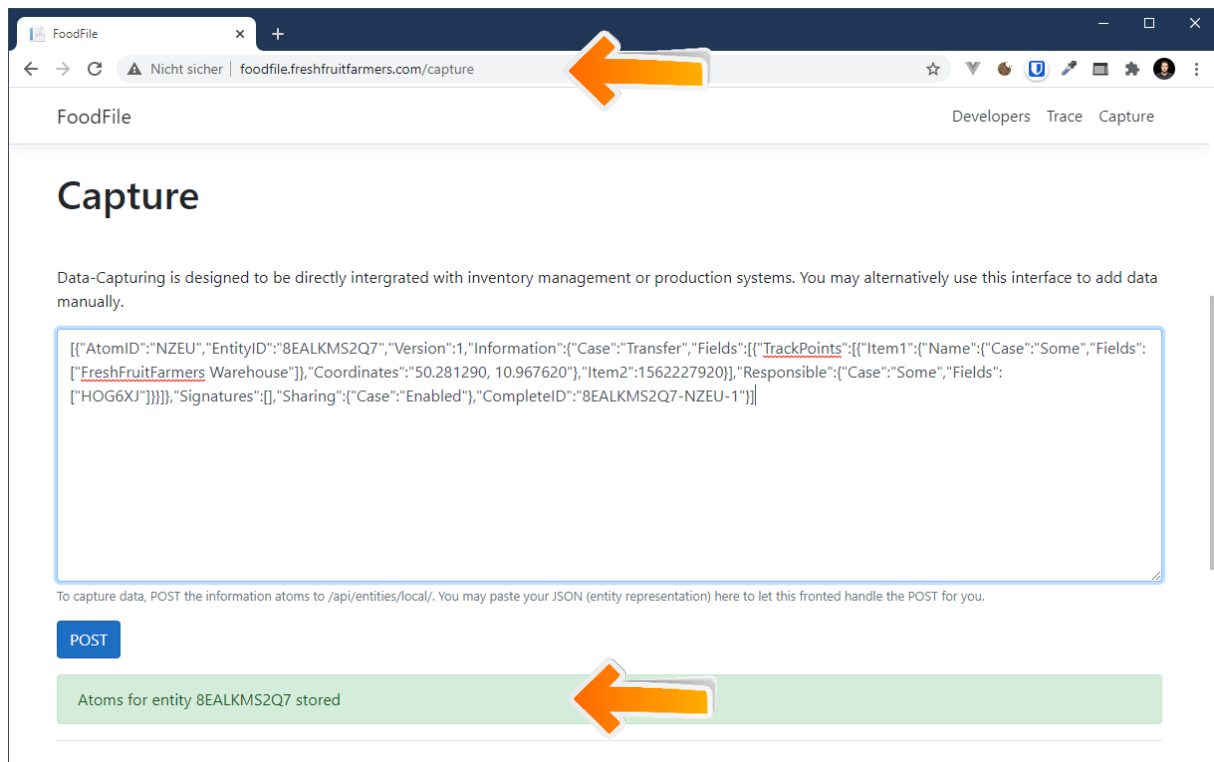 FoodFile
Nicht sicher | foodfile.freshfruitfarmers.com/capture
FoodFile
Developers Trace Capture
Capture
Data-Capturing is designed to be directly intergrated with inventory management or production systems. You may alternatively use this interface to add data
manually.
[{"AtomID":"NZEU","EntityID":"8EALKMS2Q7","Version":1,"Information":{"Case":"Transfer","Fields":[{"TrackPoints":[{"Item1":{"Name":{"Case":"Some","Fields":
["FreshFruitFarmers Warehouse"]},"Coordinates":"50.281290, 10.967620"},"Item2":1562227920}],"Responsible":{"Case":"Some","Fields":
["HOG6XJ"]}}]},"Signatures":[],"Sharing":{"Case":"Enabled"},"CompleteID":"8EALKMS2Q7-NZEU-1"}]
To capture data, POST the information atoms to /api/entities/local/. You may paste your JSON (entity representation) here to let this fronted handle the POST for you.
POST
Atoms for entity 8EALKMS2Q7 stored